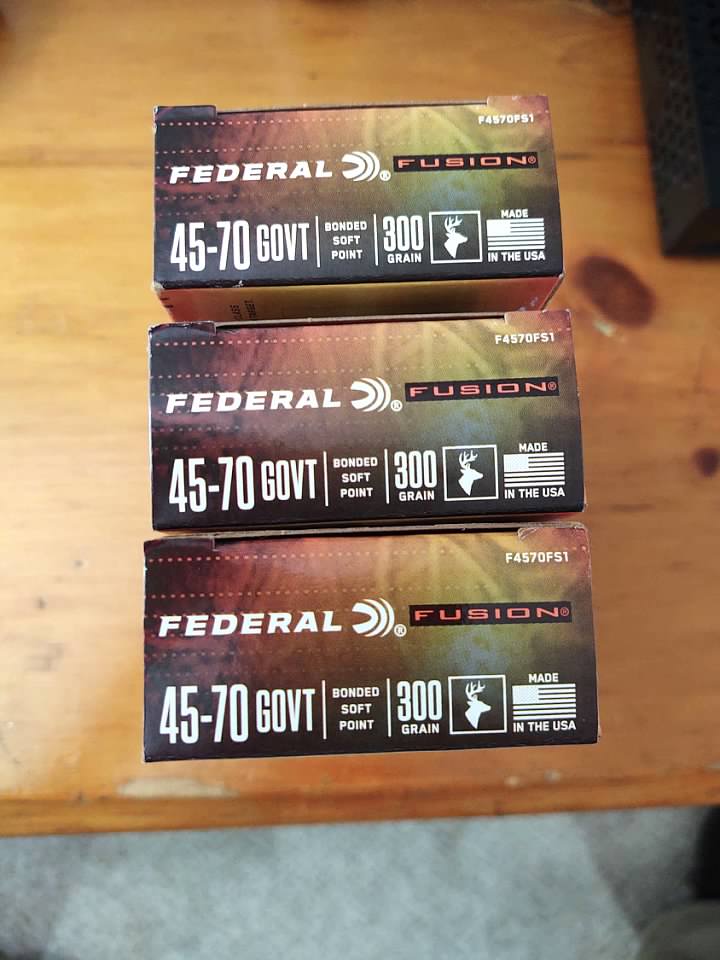 F4570FS1
FEDERAL ® FUSION®
45-70 GOVT BONDED SOFT POINT 300 GRAIN MADE IN THE USA
F4570FS1
FEDERAL ® FUSION®
45-70 GOVT BONDED SOFT POINT 300 GRAIN MADE IN THE USA
F4570FS1
FEDERAL ® FUSION®
45-70 GOVT BONDED SOFT POINT 300 GRAIN MADE IN THE USA